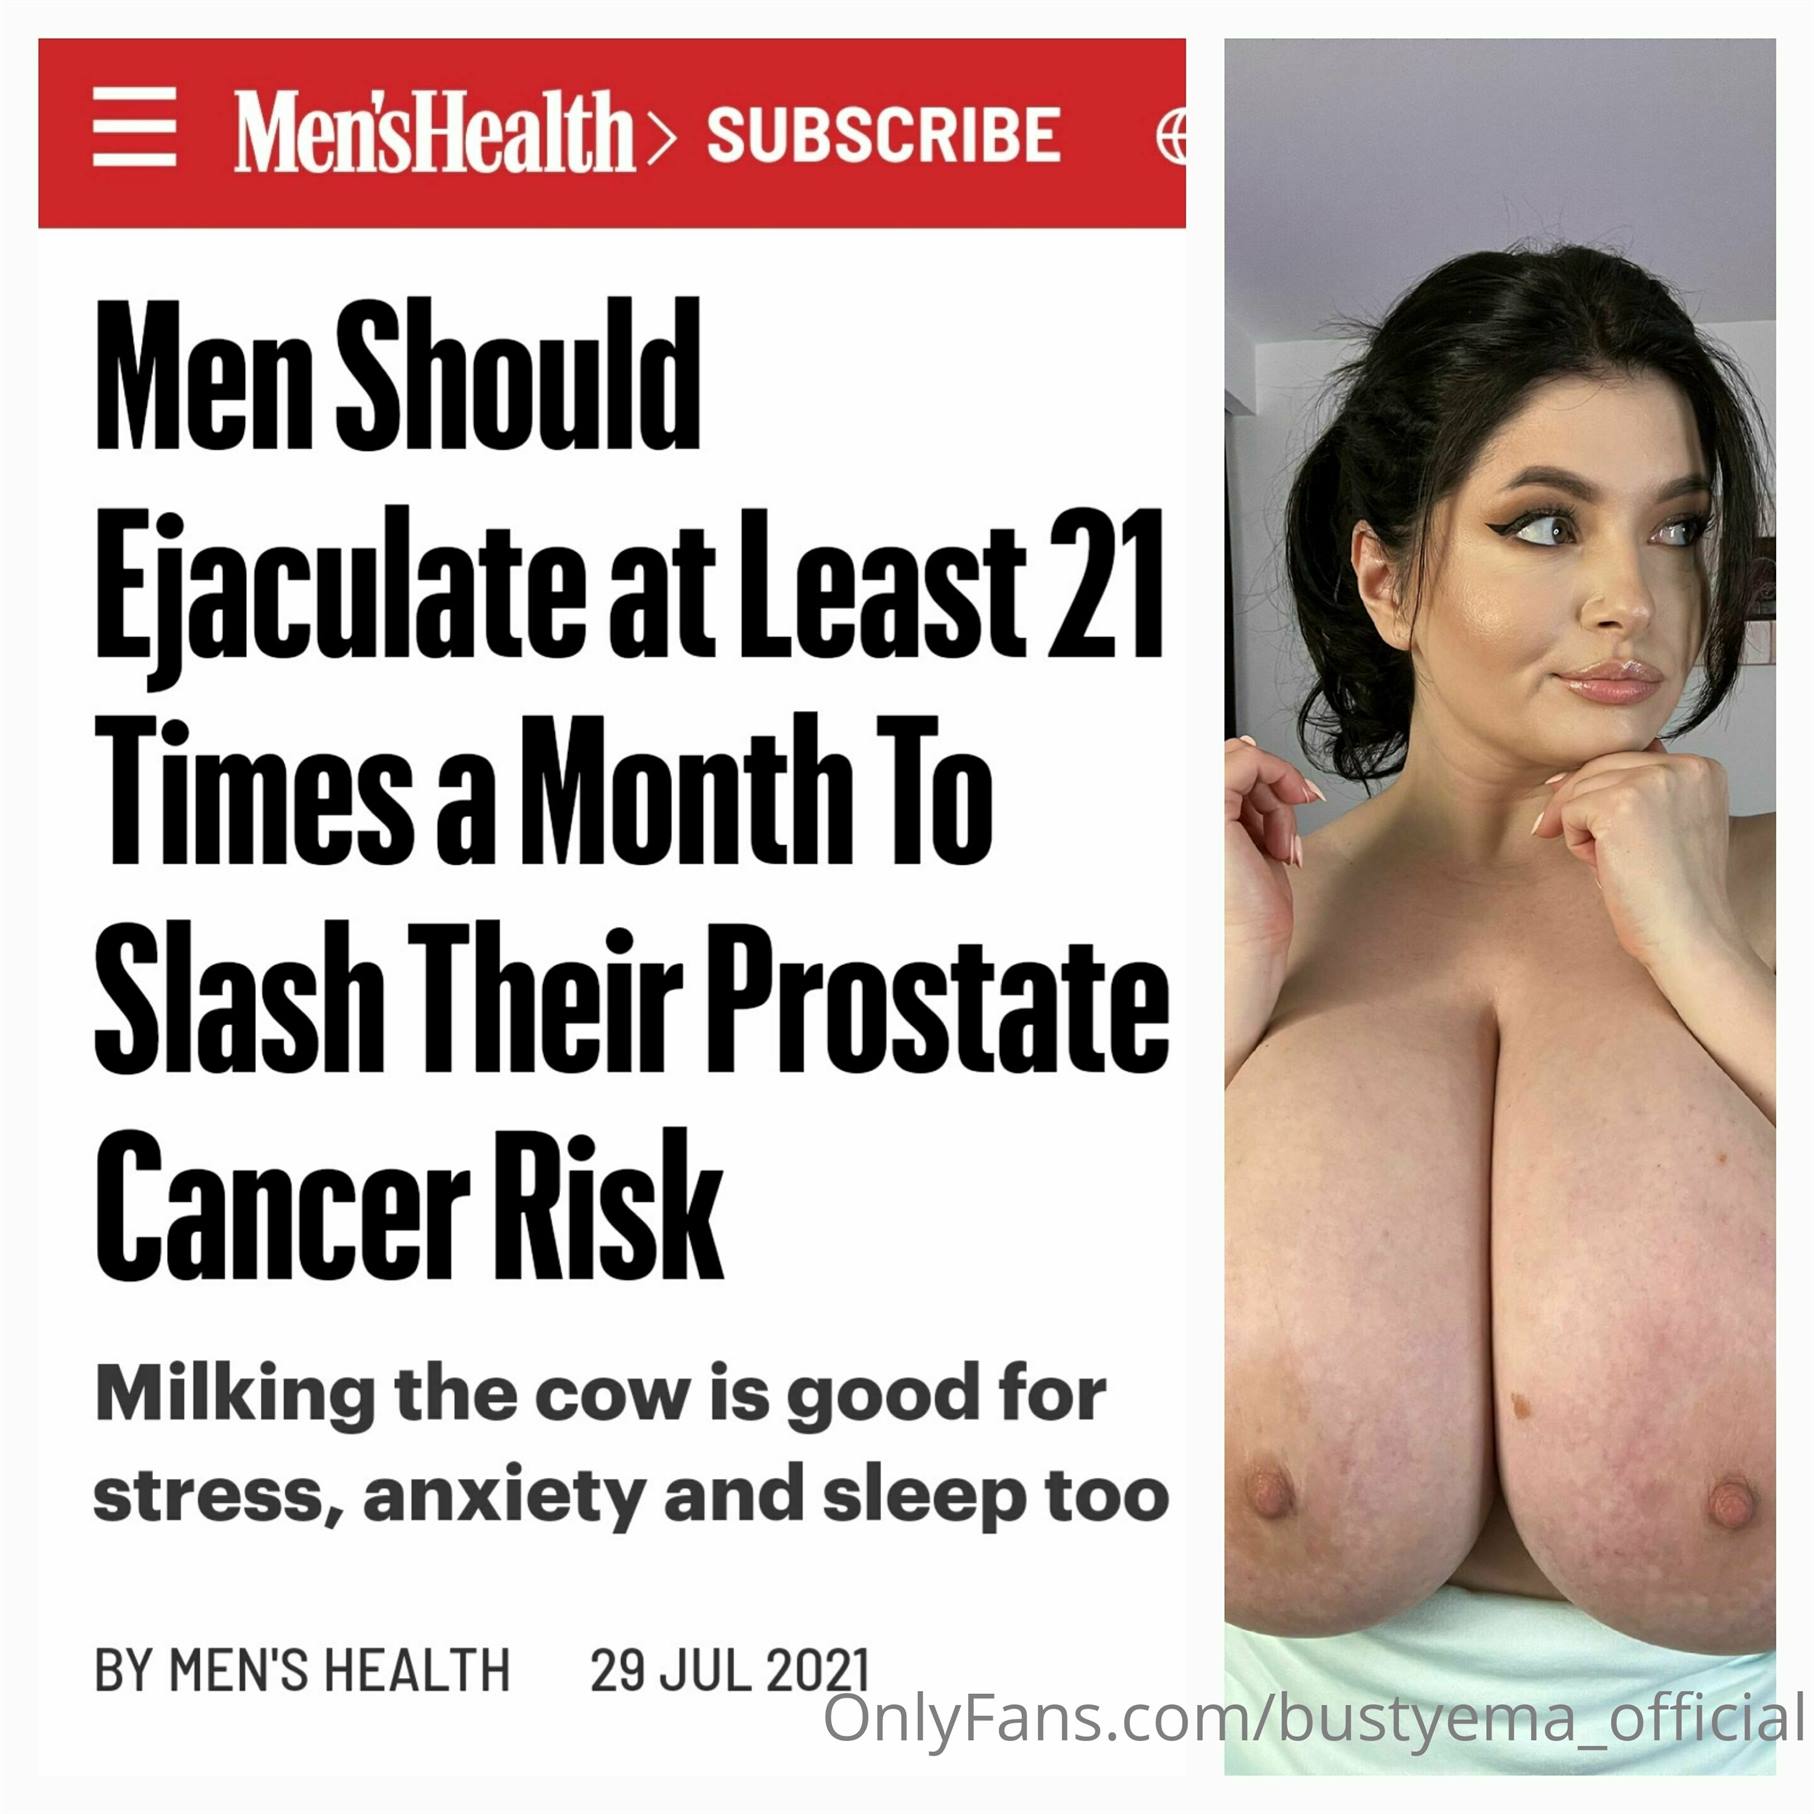 Men'sHealth > SUBSCRIBE
Men Should
Ejaculate at Least 21
Times a Month To
Slash Their Prostate
Cancer Risk
Milking the cow is good for
stress, anxiety and sleep too
BY MEN'S HEALTH 29 JUL 2021
OnlyFans.com/bustyema_official